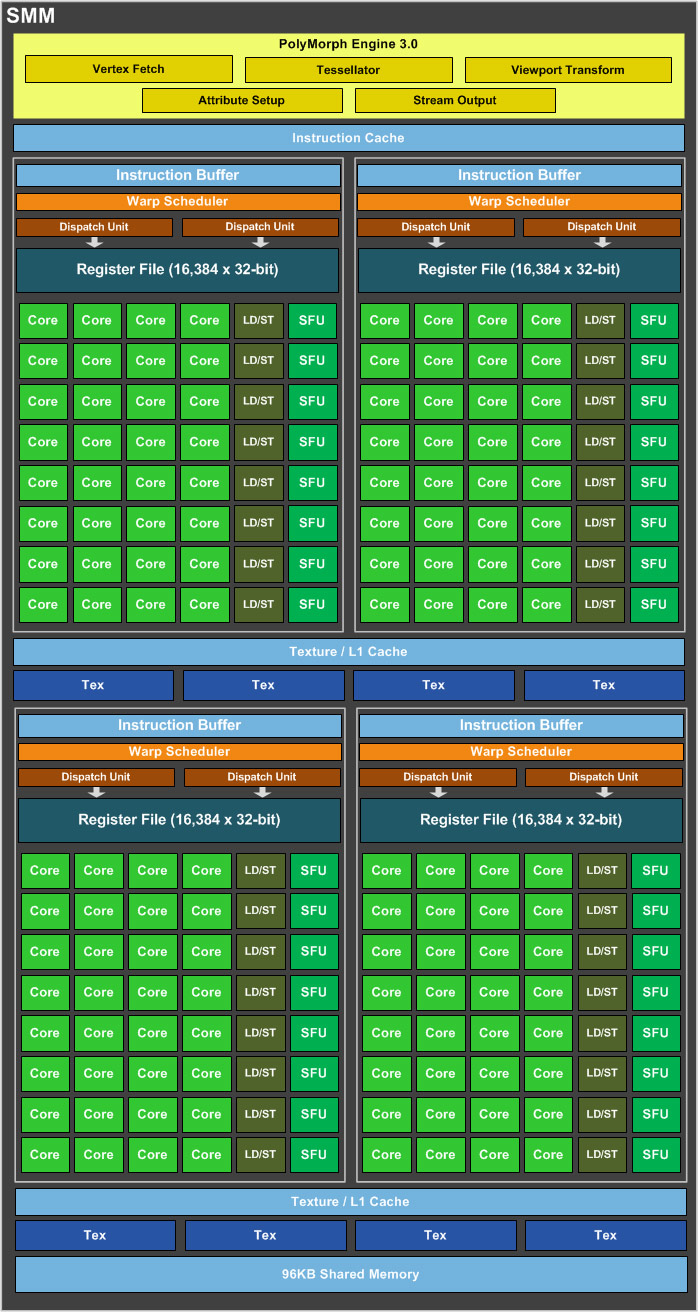 SMM
PolyMorph Engine 3.0
Vertex Fetch Tessellator Viewport Transform
Attribute Setup Stream Output
Instruction Cache
Instruction Buffer Instruction Buffer
Warp Scheduler Warp Scheduler
Dispatch Unit Dispatch Unit Dispatch Unit Dispatch Unit
Register File (16,384 x 32-bit) Register File (16,384 x 32-bit)
Core Core Core Core LD/ST SFU Core Core Core Core LD/ST SFU
Core Core Core Core LD/ST SFU Core Core Core Core LD/ST SFU
Core Core Core Core LD/ST SFU Core Core Core Core LD/ST SFU
Core Core Core Core LD/ST SFU Core Core Core Core LD/ST SFU
Core Core Core Core LD/ST SFU Core Core Core Core LD/ST SFU
Core Core Core Core LD/ST SFU Core Core Core Core LD/ST SFU
Core Core Core Core LD/ST SFU Core Core Core Core LD/ST SFU
Core Core Core Core LD/ST SFU Core Core Core Core LD/ST SFU
Texture / L1 Cache
Tex Tex Tex Tex
Instruction Buffer Instruction Buffer
Warp Scheduler Warp Scheduler
Dispatch Unit Dispatch Unit Dispatch Unit Dispatch Unit
Register File (16,384 x 32-bit) Register File (16,384 x 32-bit)
Core Core Core Core LD/ST SFU Core Core Core Core LD/ST SFU
Core Core Core Core LD/ST SFU Core Core Core Core LD/ST SFU
Core Core Core Core LD/ST SFU Core Core Core Core LD/ST SFU
Core Core Core Core LD/ST SFU Core Core Core Core LD/ST SFU
Core Core Core Core LD/ST SFU Core Core Core Core LD/ST SFU
Core Core Core Core LD/ST SFU Core Core Core Core LD/ST SFU
Core Core Core Core LD/ST SFU Core Core Core Core LD/ST SFU
Core Core Core Core LD/ST SFU Core Core Core Core LD/ST SFU
Texture / L1 Cache
Tex Tex Tex Tex
96KB Shared Memory